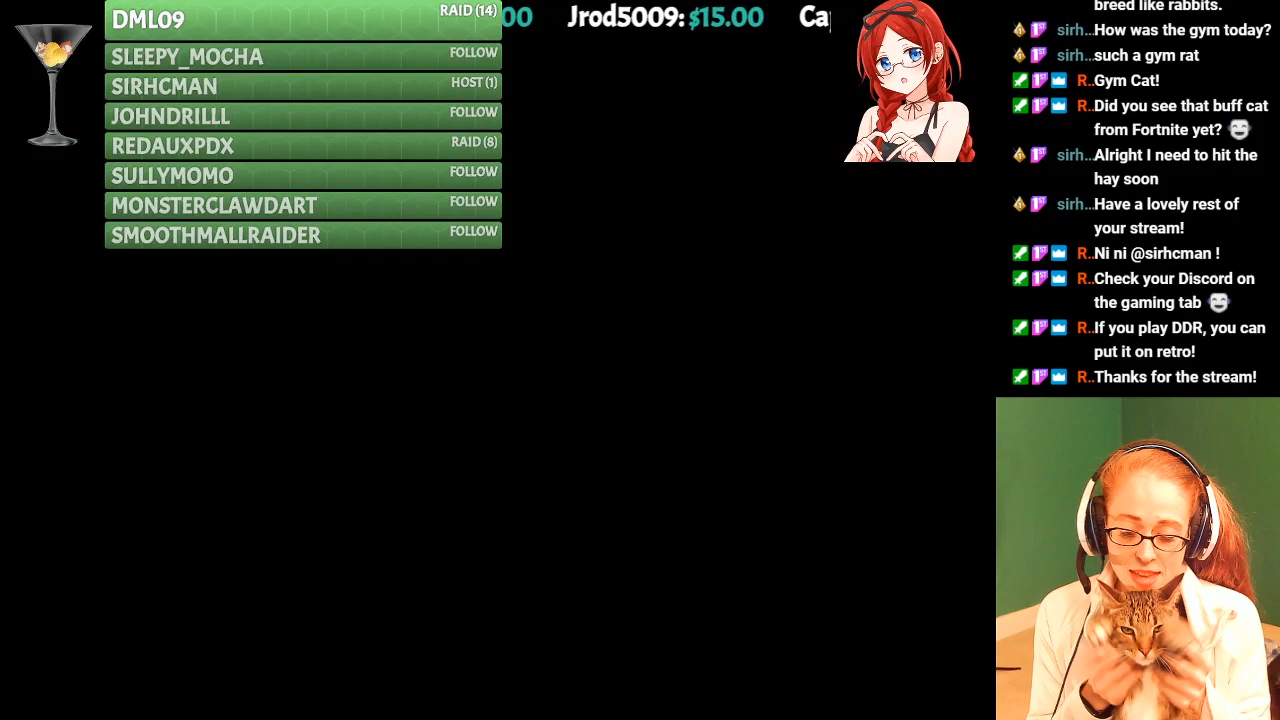 DML09 RAID (14)
SLEEPY_MOCHA FOLLOW
SIRHCMAN HOST (1)
JOHNDRILLL FOLLOW
REDAUXPDX RAID (8)
SULLYMOMO FOLLOW
MONSTERCLAWDART FOLLOW
SMOOTHMALLRAIDER FOLLOW
00 Jrod5009: $15.00 Ca
breed like rabbits.
sirh...How was the gym today?
sirh...such a gym rat
R..Gym Cat!
R..Did you see that buff cat
from Fortnite yet?
sirh...Alright I need to hit the
hay soon
sirh...Have a lovely rest of
your stream!
R..Ni ni @sirhcman !
R..Check your Discord on
the gaming tab
R..If you play DDR, you can
put it on retro!
R..Thanks for the stream!